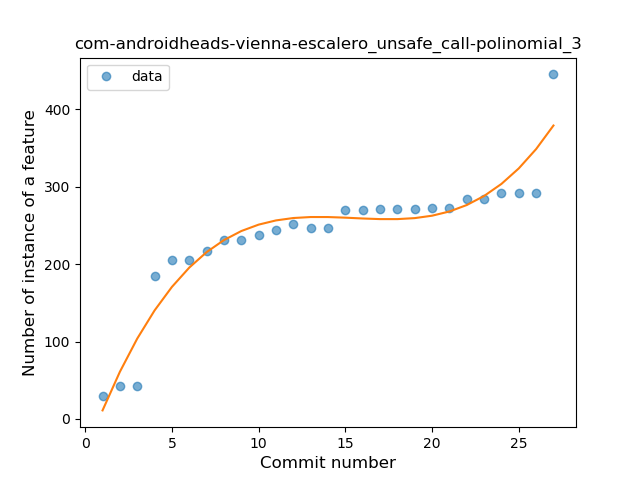 com-androidheads-vienna-escalero_unsafe_call-polinomial_3
data
Number of instance of a feature
400
300
200
100
0
0 5 10 15 20 25
Commit number